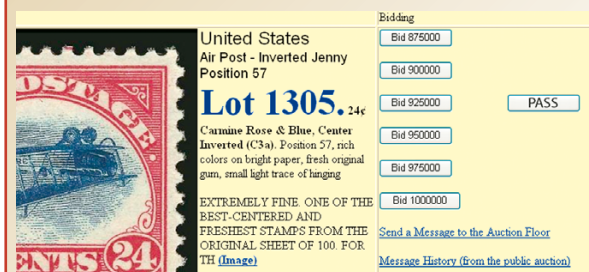 Bidding
United States
Air Post - Inverted Jenny
Position 57
Lot 1305. 24¢
Carmine Rose & Blue, Center
Inverted (C3a). Position 57, rich
colors on bright paper, fresh original
gum, small light trace of hinging
EXTREMELY FINE. ONE OF THE
BEST-CENTERED AND
FRESHEST STAMPS FROM THE
ORIGINAL SHEET OF 100. FOR
TH (Image)
Bid 875000
Bid 900000
Bid 925000
PASS
Bid 950000
Bid 975000
Bid 1000000
Send a Message to the Auction Floor
Message History (from the public auction)
POSTAGE
CENTS 24